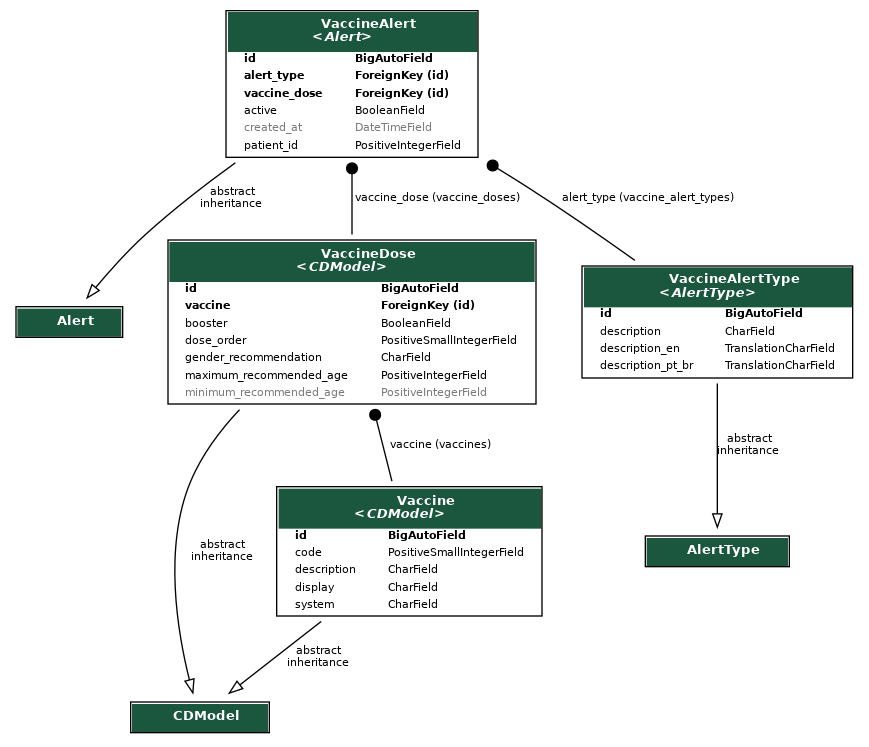 VaccineAlert
<Alert>
id BigAutoField
alert_type ForeignKey (id)
vaccine_dose ForeignKey (id)
active BooleanField
created_at DateTimeField
patient_id PositiveIntegerField
abstract
inheritance
vaccine_dose (vaccine_doses)
alert_type (vaccine_alert_types)
VaccineDose
<CDModel>
id BigAutoField
vaccine ForeignKey (id)
booster BooleanField
dose_order PositiveSmallIntegerField
gender_recommendation CharField
maximum_recommended_age PositiveIntegerField
minimum_recommended_age PositiveIntegerField
VaccineAlertType
<AlertType>
id BigAutoField
description CharField
description_en TranslationCharField
description_pt_br TranslationCharField
Alert
vaccine (vaccines)
abstract
inheritance
Vaccine
<CDModel>
id BigAutoField
code PositiveSmallIntegerField
description CharField
display CharField
system CharField
abstract
inheritance
AlertType
abstract
inheritance
CDModel